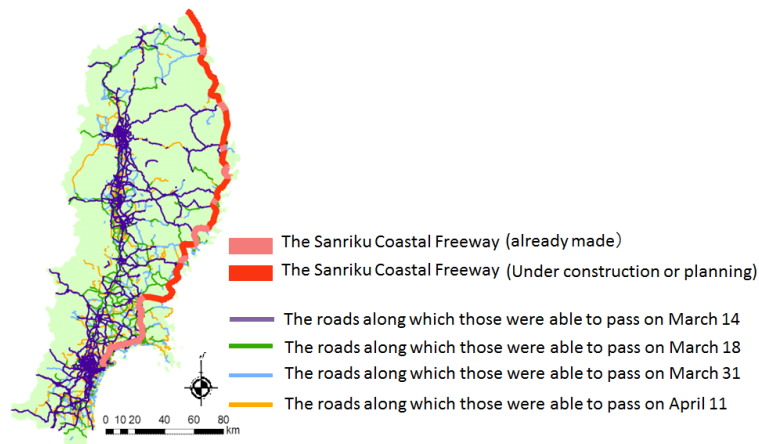 The Sanriku Coastal Freeway (already made)
The Sanriku Coastal Freeway (Under construction or planning)
The roads along which those were able to pass on March 14
The roads along which those were able to pass on March 18
The roads along which those were able to pass on March 31
The roads along which those were able to pass on April 11
0 10 20 40 60 80
km